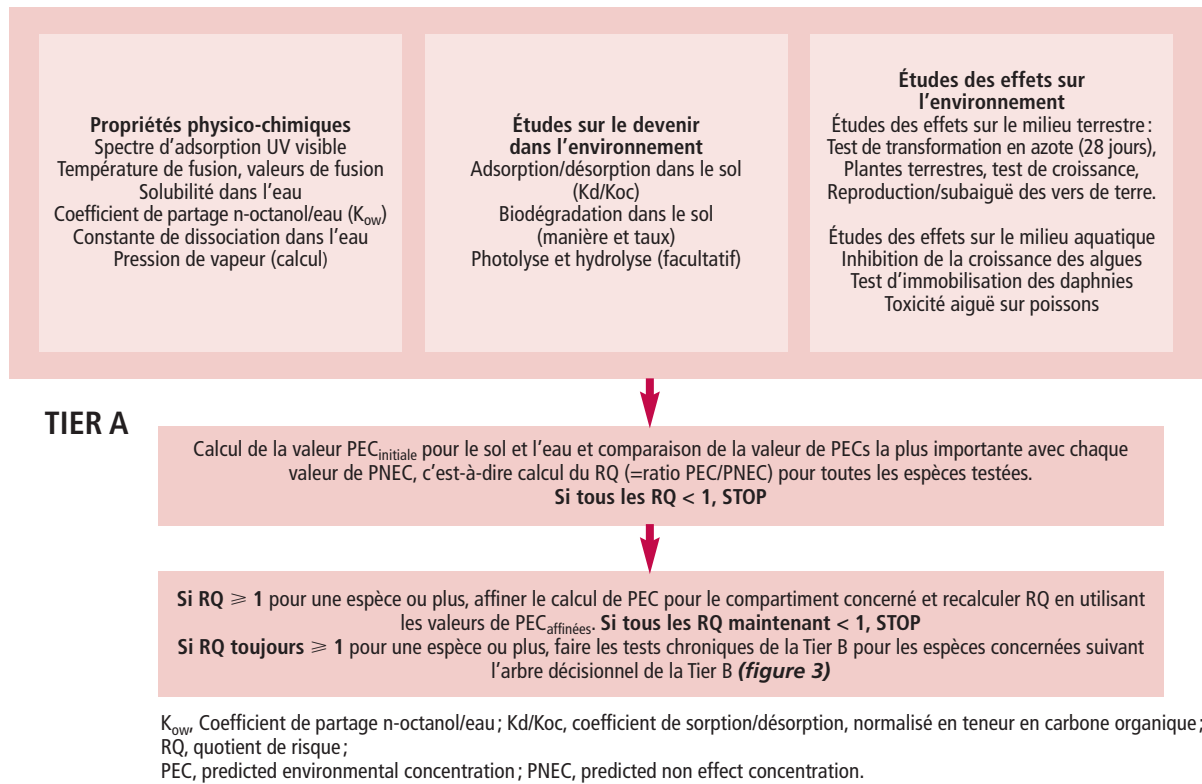 Propriétés physico-chimiques
Spectre d'adsorption UV visible
Température de fusion, valeurs de fusion
Solubilité dans l'eau
Coefficient de partage n-octanol/eau (Kow)
Constante de dissociation dans l'eau
Pression de vapeur (calcul)
Études sur le devenir
dans l'environnement
Adsorption/désorption dans le sol
(Kd/Koc)
Biodégradation dans le sol
(manière et taux)
Photolyse et hydrolyse (facultatif)
Études des effets sur
l'environnement
Études des effets sur le milieu terrestre :
Test de transformation en azote (28 jours),
Plantes terrestres, test de croissance,
Reproduction/subaiguë des vers de terre.
Études des effets sur le milieu aquatique
Inhibition de la croissance des algues
Test d'immobilisation des daphnies
Toxicité aiguë sur poissons
TIER A
Calcul de la valeur PECinitiale pour le sol et l'eau et comparaison de la valeur de PECs la plus importante avec chaque
valeur de PNEC, c'est-à-dire calcul du RQ (=ratio PEC/PNEC) pour toutes les espèces testées.
Si tous les RQ < 1, STOP
Si RQ ⩾ 1 pour une espèce ou plus, affiner le calcul de PEC pour le compartiment concerné et recalculer RQ en utilisant
les valeurs de PECaffinées. Si tous les RQ maintenant < 1, STOP
Si RQ toujours ⩾ 1 pour une espèce ou plus, faire les tests chroniques de la Tier B pour les espèces concernées suivant
l'arbre décisionnel de la Tier B (figure 3)
Kow, Coefficient de partage n-octanol/eau ; Kd/Koc, coefficient de sorption/désorption, normalisé en teneur en carbone organique ;
RQ, quotient de risque ;
PEC, predicted environmental concentration ; PNEC, predicted non effect concentration.